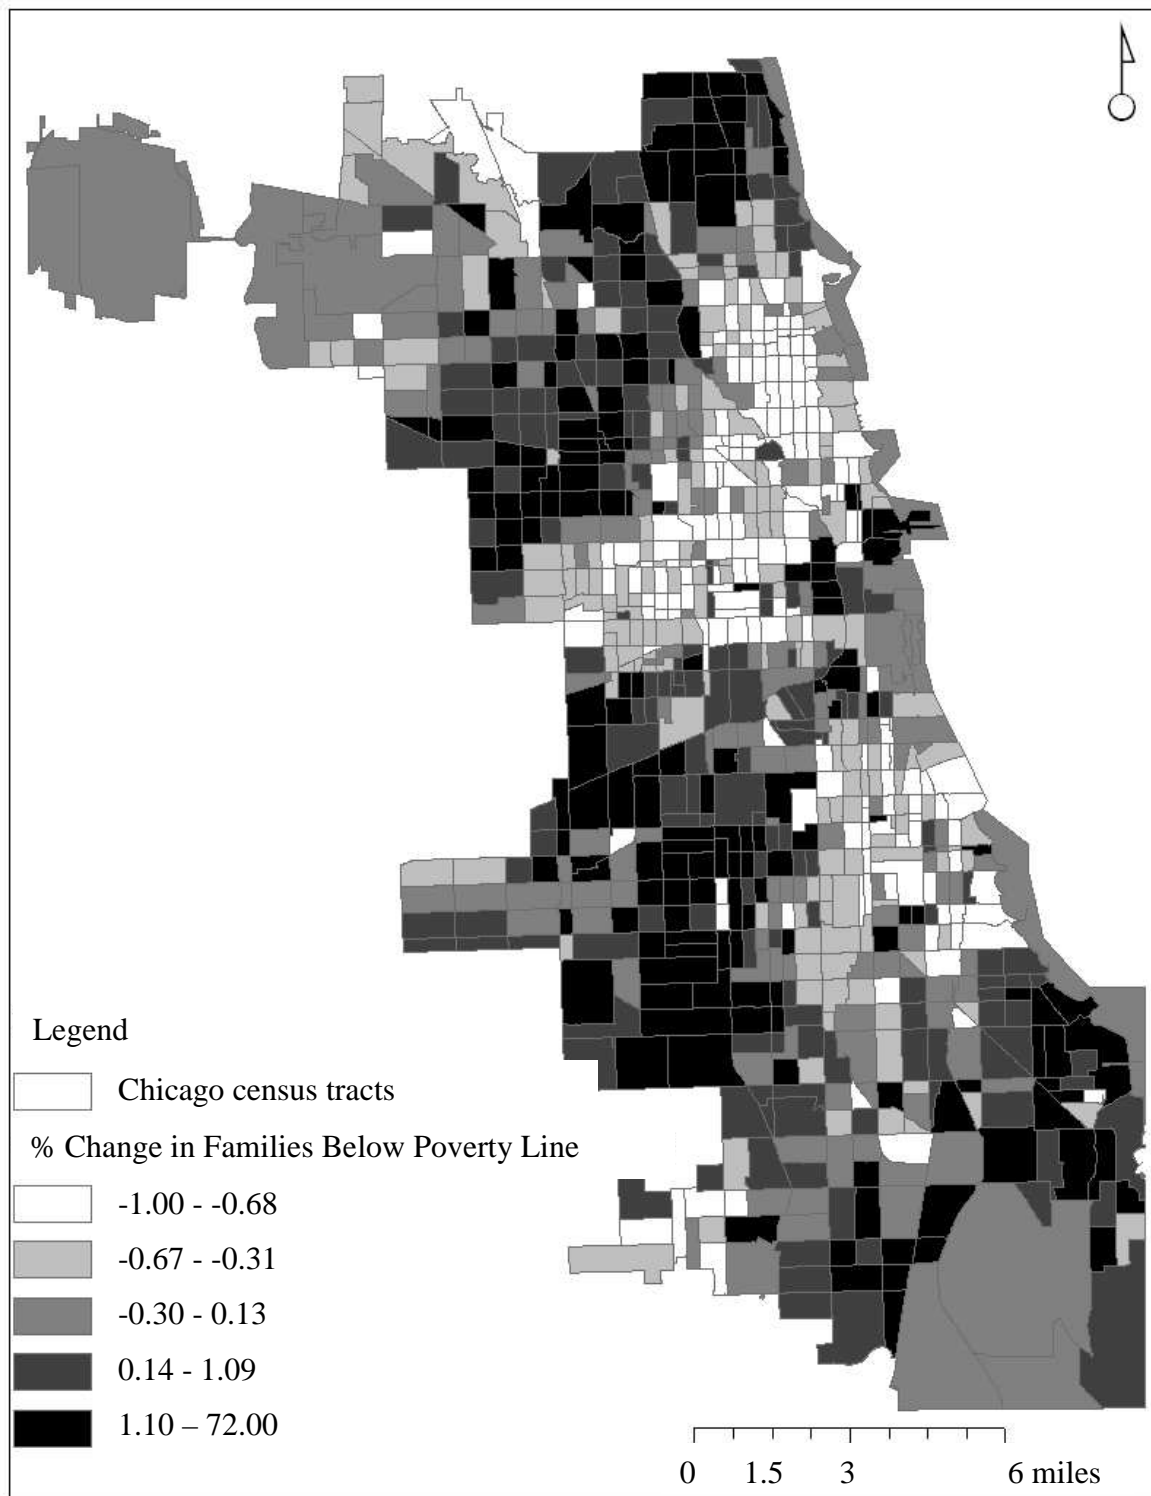 Legend
Chicago census tracts
% Change in Families Below Poverty Line
-1.00 - -0.68
-0.67 - -0.31
-0.30 - 0.13
0.14 - 1.09
1.10 – 72.00
0 1.5 3 6 miles